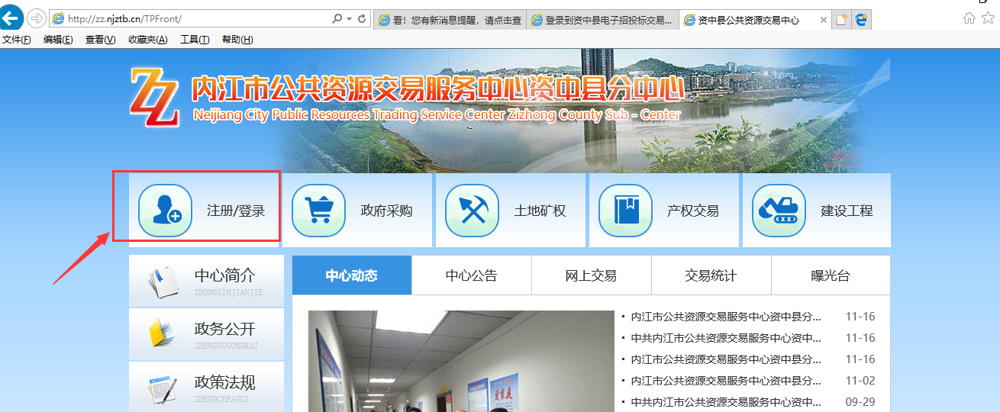 http://zz.njztb.cn/TPFront/
看！您有新消息提醒，请点击查
登录到资中县电子招投标交易...
资中县公共资源交易中心
文件(F) 编辑(E) 查看(V) 收藏夹(A) 工具(T) 帮助(H)
ZZ
内江市公共资源交易服务中心资中县分中心
Neijiang City Public Resources Trading Service Center Zizhong County Sub - Center
注册/登录
政府采购
土地矿权
产权交易
建设工程
中心简介
ZHONGXINJIANJIE
政务公开
ZHENGWUGONGKAI
政策法规
ZHENGCEFAGUI
中心动态
中心公告
网上交易
交易统计
曝光台
内江市公共资源交易服务中心资中县分... 11-16
中共内江市公共资源交易服务中心资中... 11-16
内江市公共资源交易服务中心资中县分... 11-16
内江市公共资源交易服务中心资中县分... 11-02
中共内江市公共资源交易服务中心资中... 09-29